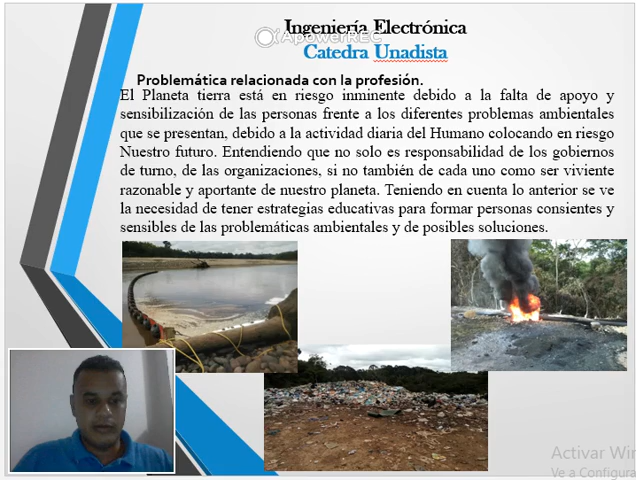 Ingeniería Electrónica
ApowerREC
Catedra Unadista
Problemática relacionada con la profesión.
El Planeta tierra está en riesgo inminente debido a la falta de apoyo y
sensibilización de las personas frente a los diferentes problemas ambientales
que se presentan, debido a la actividad diaria del Humano colocando en riesgo
Nuestro futuro. Entendiendo que no solo es responsabilidad de los gobiernos
de turno, de las organizaciones, si no también de cada uno como ser viviente
razonable y aportante de nuestro planeta. Teniendo en cuenta lo anterior se ve
la necesidad de tener estrategias educativas para formar personas consientes y
sensibles de las problemáticas ambientales y de posibles soluciones.
Activar Win
Ve a Configura